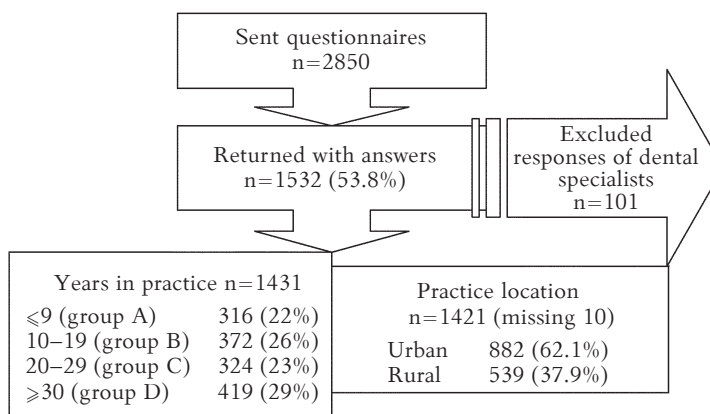 Sent questionnaires
n=2850
Returned with answers
n=1532 (53.8%)
Excluded
responses of dental
specialists
n=101
Years in practice n=1431
⩽9 (group A) 316 (22%)
10–19 (group B) 372 (26%)
20–29 (group C) 324 (23%)
⩾30 (group D) 419 (29%)
Practice location
n=1421 (missing 10)
Urban 882 (62.1%)
Rural 539 (37.9%)